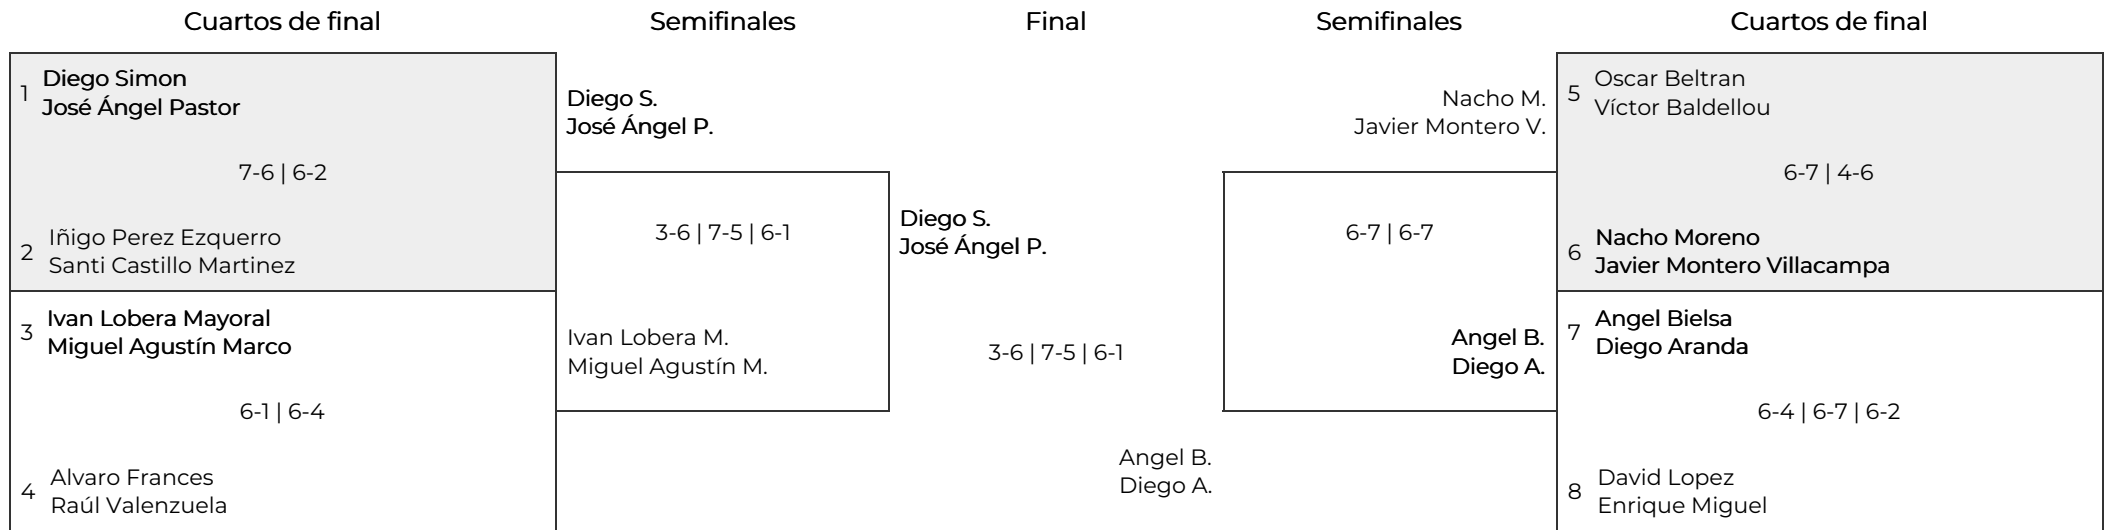 Cuartos de final
Semifinales
Final
Semifinales
Cuartos de final
1
Diego Simon
José Ángel Pastor
7-6 | 6-2
2
Iñigo Perez Ezquerro
Santi Castillo Martinez
3
Ivan Lobera Mayoral
Miguel Agustín Marco
6-1 | 6-4
4
Alvaro Frances
Raúl Valenzuela
Diego S.
José Ángel P.
3-6 | 7-5 | 6-1
Ivan Lobera M.
Miguel Agustín M.
Diego S.
José Ángel P.
3-6 | 7-5 | 6-1
Angel B.
Diego A.
Nacho M.
Javier Montero V.
6-7 | 6-7
Angel B.
Diego A.
5
Oscar Beltran
Víctor Baldellou
6-7 | 4-6
6
Nacho Moreno
Javier Montero Villacampa
7
Angel Bielsa
Diego Aranda
6-4 | 6-7 | 6-2
8
David Lopez
Enrique Miguel